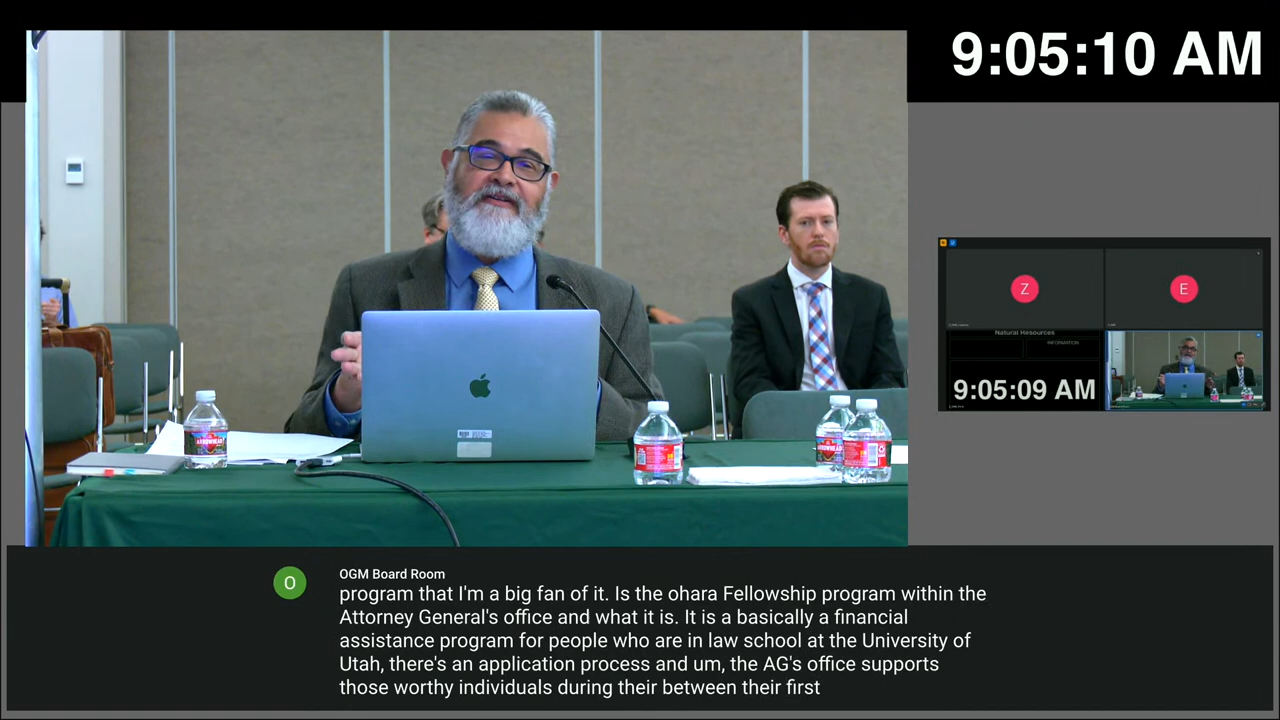 9:05:10 AM
Z
E
Natural Resources
INFORMATION
9:05:09 AM
ARROWHEAD
O
OGM Board Room
program that I'm a big fan of it. Is the ohara Fellowship program within the
Attorney General's office and what it is. It is a basically a financial
assistance program for people who are in law school at the University of
Utah, there's an application process and um, the AG's office supports
those worthy individuals during their between their first